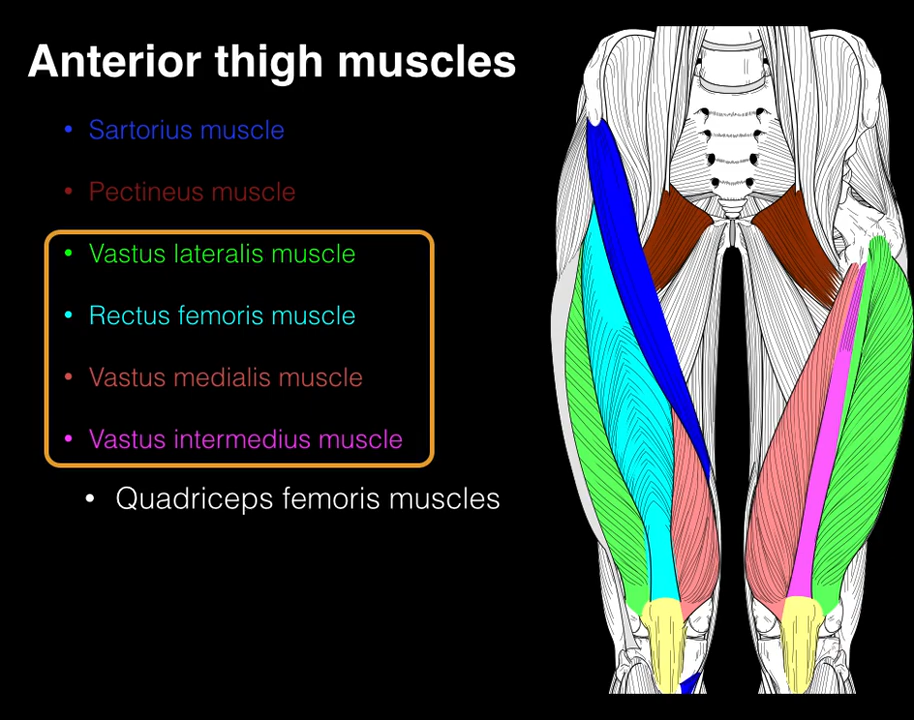 Anterior thigh muscles
• Sartorius muscle
• Pectineus muscle
• Vastus lateralis muscle
• Rectus femoris muscle
• Vastus medialis muscle
• Vastus intermedius muscle
• Quadriceps femoris muscles